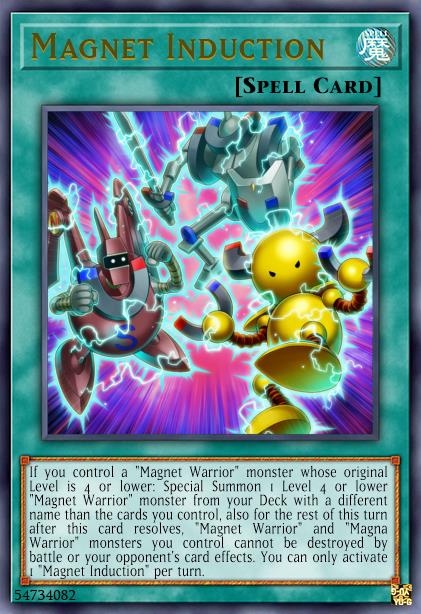 MAGNET INDUCTION
SPELL
魔
[SPELL CARD]
S
If you control a "Magnet Warrior" monster whose original
Level is 4 or lower: Special Summon 1 Level 4 or lower
"Magnet Warrior" monster from your Deck with a different
name than the cards you control, also for the rest of this turn
after this card resolves, "Magnet Warrior" and "Magna
Warrior" monsters you control cannot be destroyed by
battle or your opponent's card effects. You can only activate
1 "Magnet Induction" per turn.
54734082